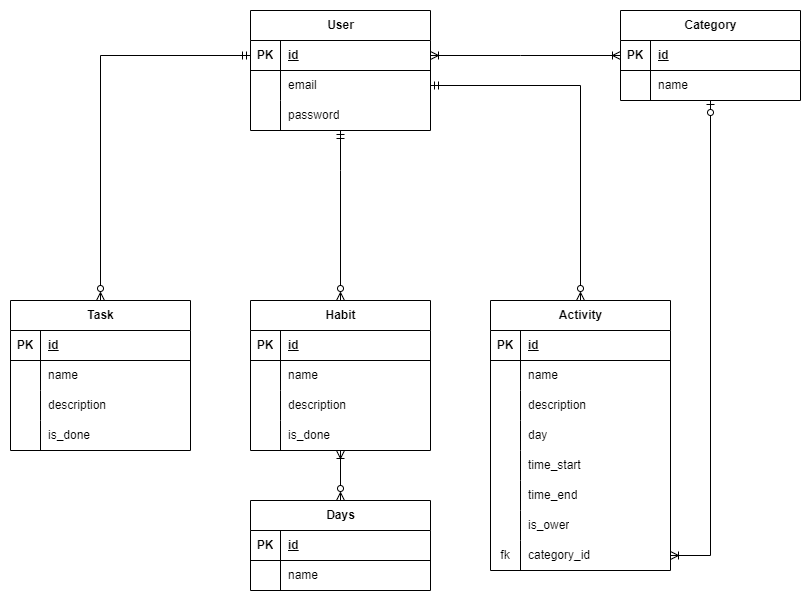 User
PK id
email
password
Category
PK id
name
Task
PK id
name
description
is_done
Habit
PK id
name
description
is_done
Activity
PK id
name
description
day
time_start
time_end
is_ower
fk category_id
Days
PK id
name